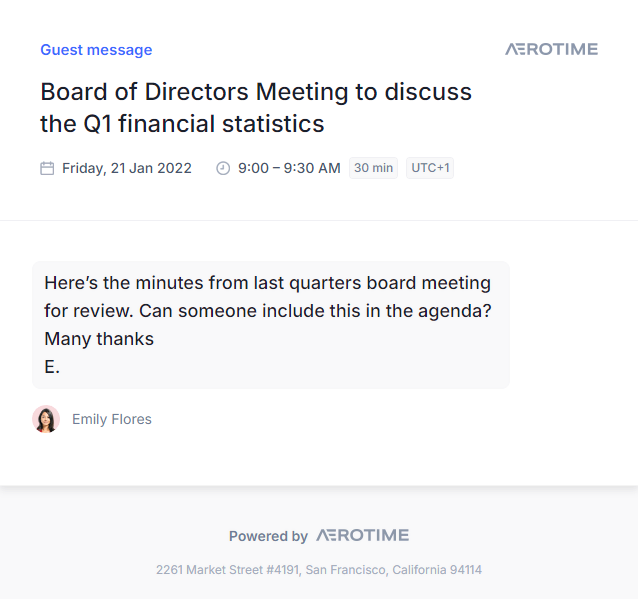 Guest message
AEROTIME
Board of Directors Meeting to discuss
the Q1 financial statistics
Friday, 21 Jan 2022 9:00 – 9:30 AM 30 min UTC+1
Here’s the minutes from last quarters board meeting
for review. Can someone include this in the agenda?
Many thanks
E.
Emily Flores
Powered by AEROTIME
2261 Market Street #4191, San Francisco, California 94114